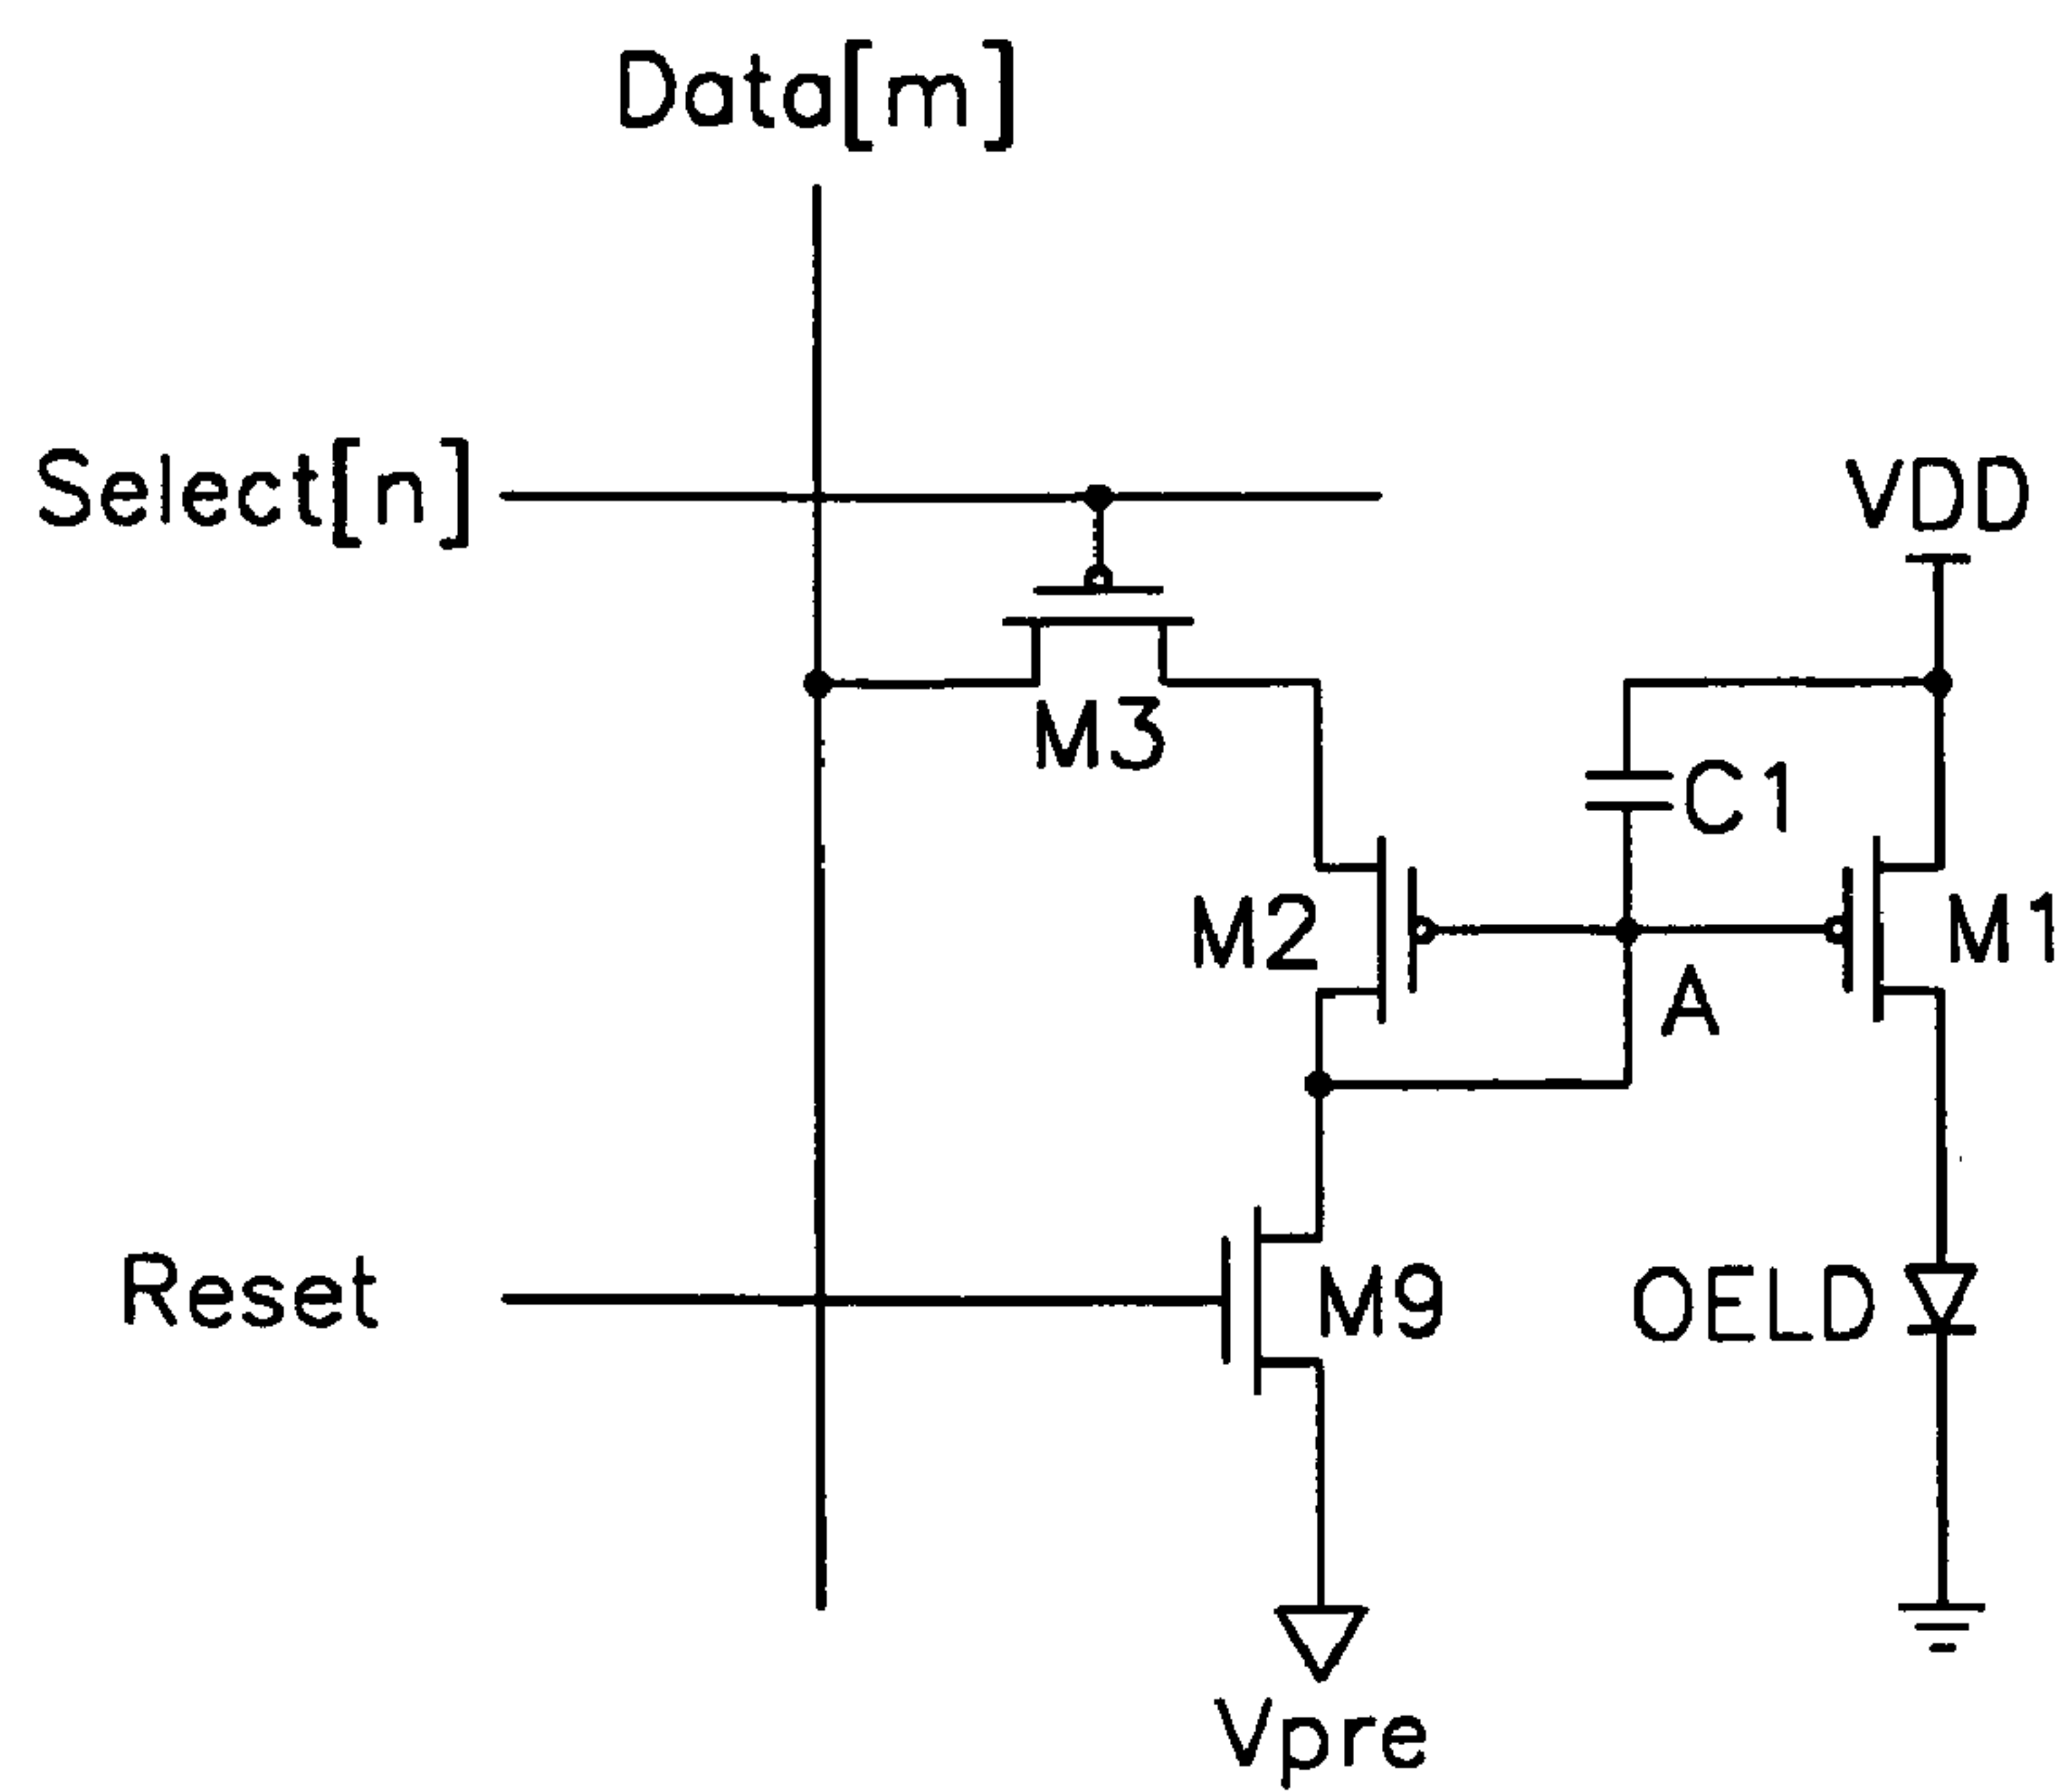 Data[m]
Select[n]
VDD
M3
C1
M2
M1
A
Reset
M9
OELD
Vpre